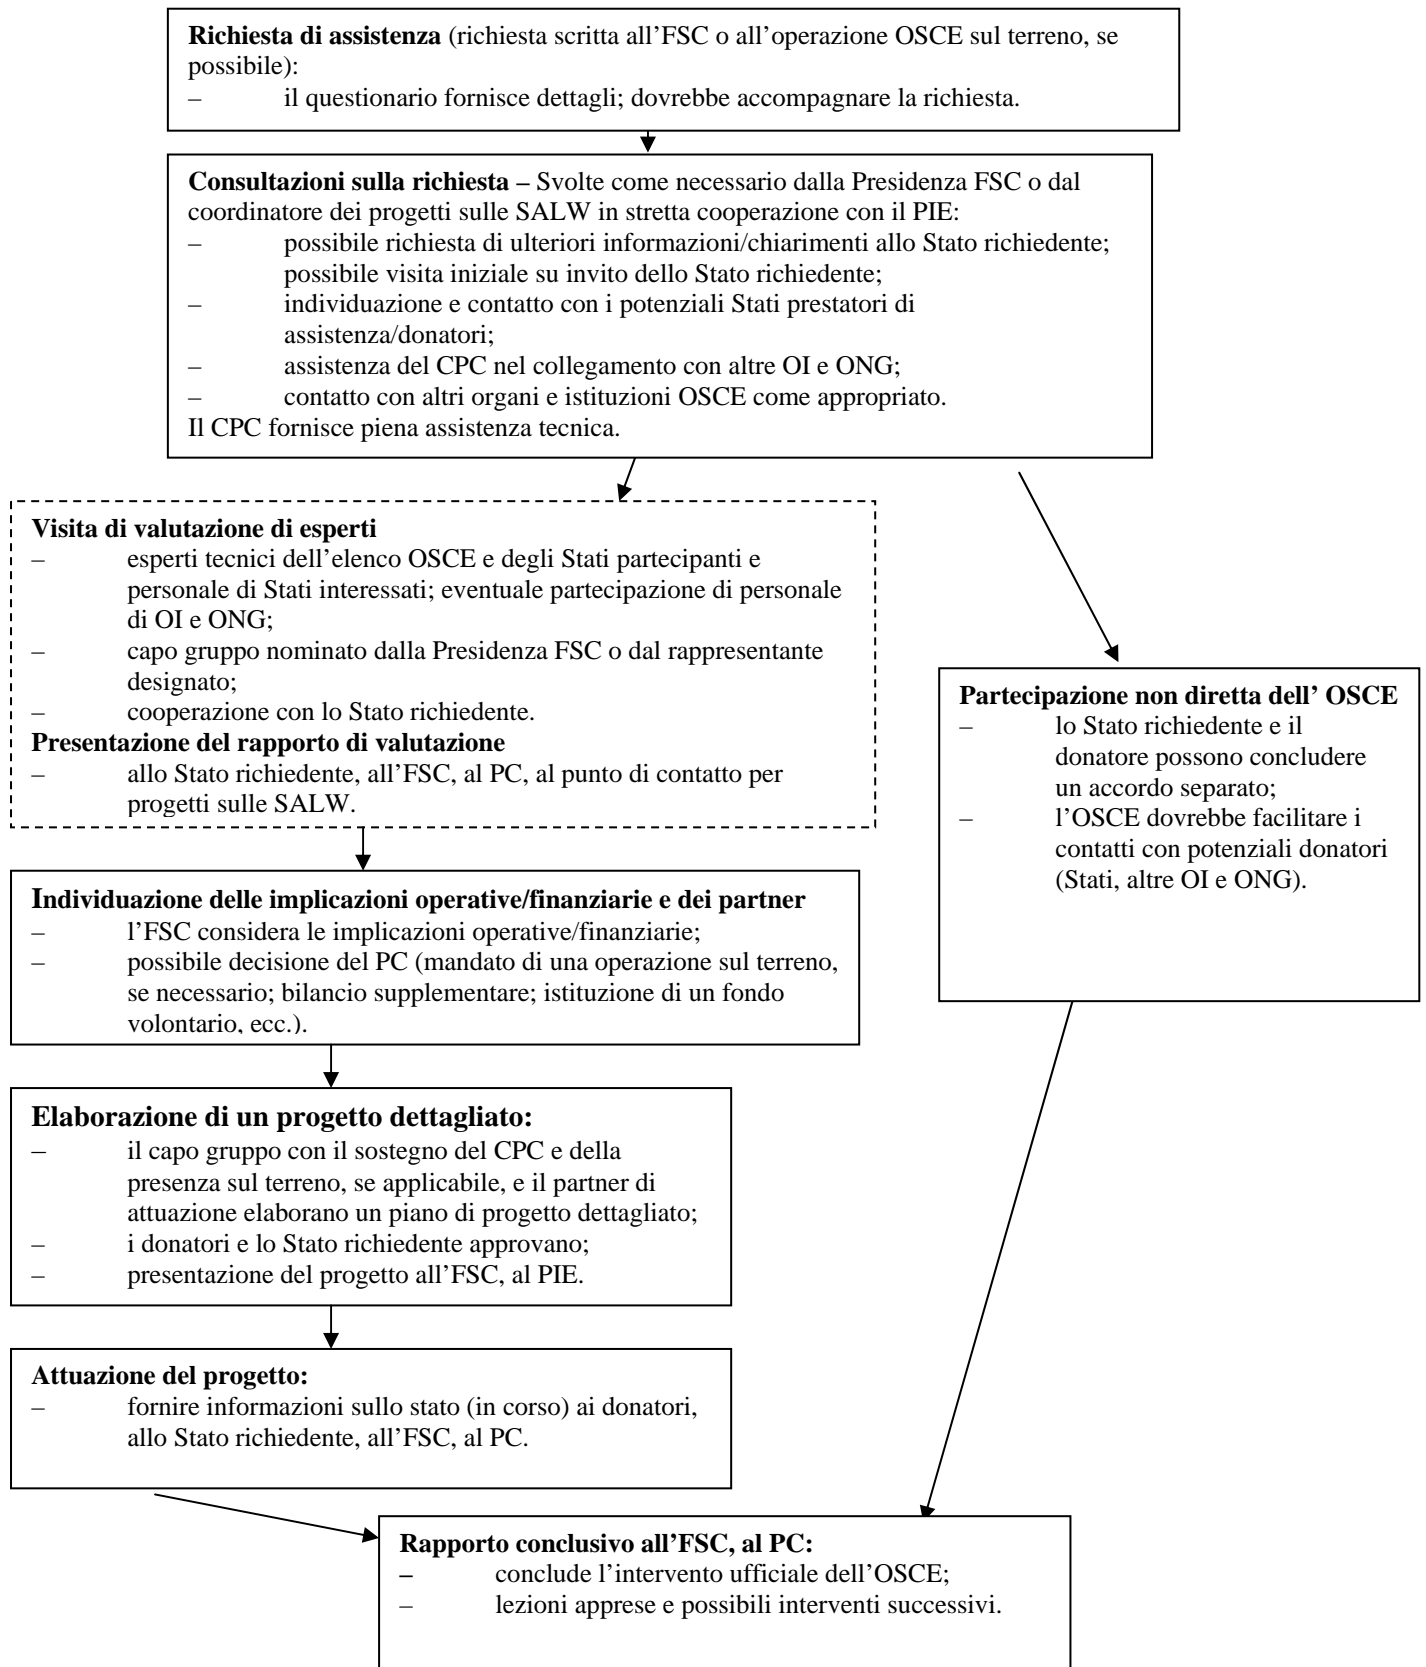 Richiesta di assistenza (richiesta scritta all’FSC o all’operazione OSCE sul terreno, se
possibile):
– il questionario fornisce dettagli; dovrebbe accompagnare la richiesta.
Consultazioni sulla richiesta – Svolte come necessario dalla Presidenza FSC o dal
coordinatore dei progetti sulle SALW in stretta cooperazione con il PIE:
– possibile richiesta di ulteriori informazioni/chiarimenti allo Stato richiedente;
possibile visita iniziale su invito dello Stato richiedente;
– individuazione e contatto con i potenziali Stati prestatori di
assistenza/donatori;
– assistenza del CPC nel collegamento con altre OI e ONG;
– contatto con altri organi e istituzioni OSCE come appropriato.
Il CPC fornisce piena assistenza tecnica.
Visita di valutazione di esperti
– esperti tecnici dell’elenco OSCE e degli Stati partecipanti e
personale di Stati interessati; eventuale partecipazione di personale
di OI e ONG;
– capo gruppo nominato dalla Presidenza FSC o dal rappresentante
designato;
– cooperazione con lo Stato richiedente.
Presentazione del rapporto di valutazione
– allo Stato richiedente, all’FSC, al PC, al punto di contatto per
progetti sulle SALW.
Partecipazione non diretta dell’ OSCE
– lo Stato richiedente e il
donatore possono concludere
un accordo separato;
– l’OSCE dovrebbe facilitare i
contatti con potenziali donatori
(Stati, altre OI e ONG).
Individuazione delle implicazioni operative/finanziarie e dei partner
– l’FSC considera le implicazioni operative/finanziarie;
– possibile decisione del PC (mandato di una operazione sul terreno,
se necessario; bilancio supplementare; istituzione di un fondo
volontario, ecc.).
Elaborazione di un progetto dettagliato:
– il capo gruppo con il sostegno del CPC e della
presenza sul terreno, se applicabile, e il partner di
attuazione elaborano un piano di progetto dettagliato;
– i donatori e lo Stato richiedente approvano;
– presentazione del progetto all’FSC, al PIE.
Attuazione del progetto:
– fornire informazioni sullo stato (in corso) ai donatori,
allo Stato richiedente, all’FSC, al PC.
Rapporto conclusivo all’FSC, al PC:
– conclude l’intervento ufficiale dell’OSCE;
– lezioni apprese e possibili interventi successivi.